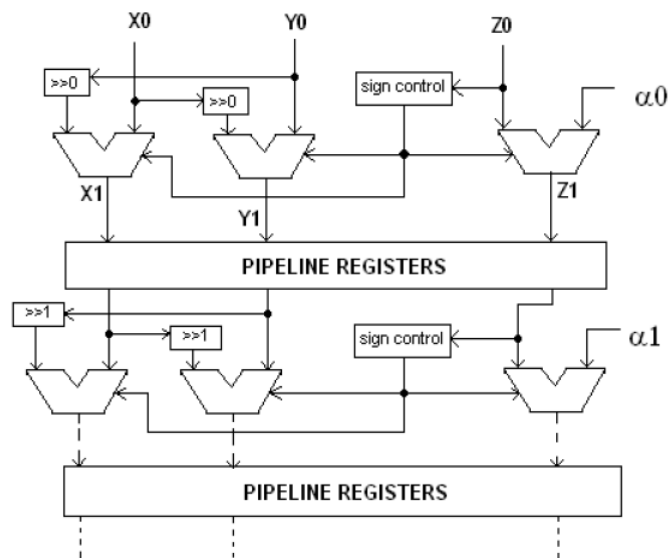 X0 Y0 Z0
>>0
>>0
sign control
α0
X1
Y1
Z1
PIPELINE REGISTERS
>>1
>>1
sign control
α1
PIPELINE REGISTERS